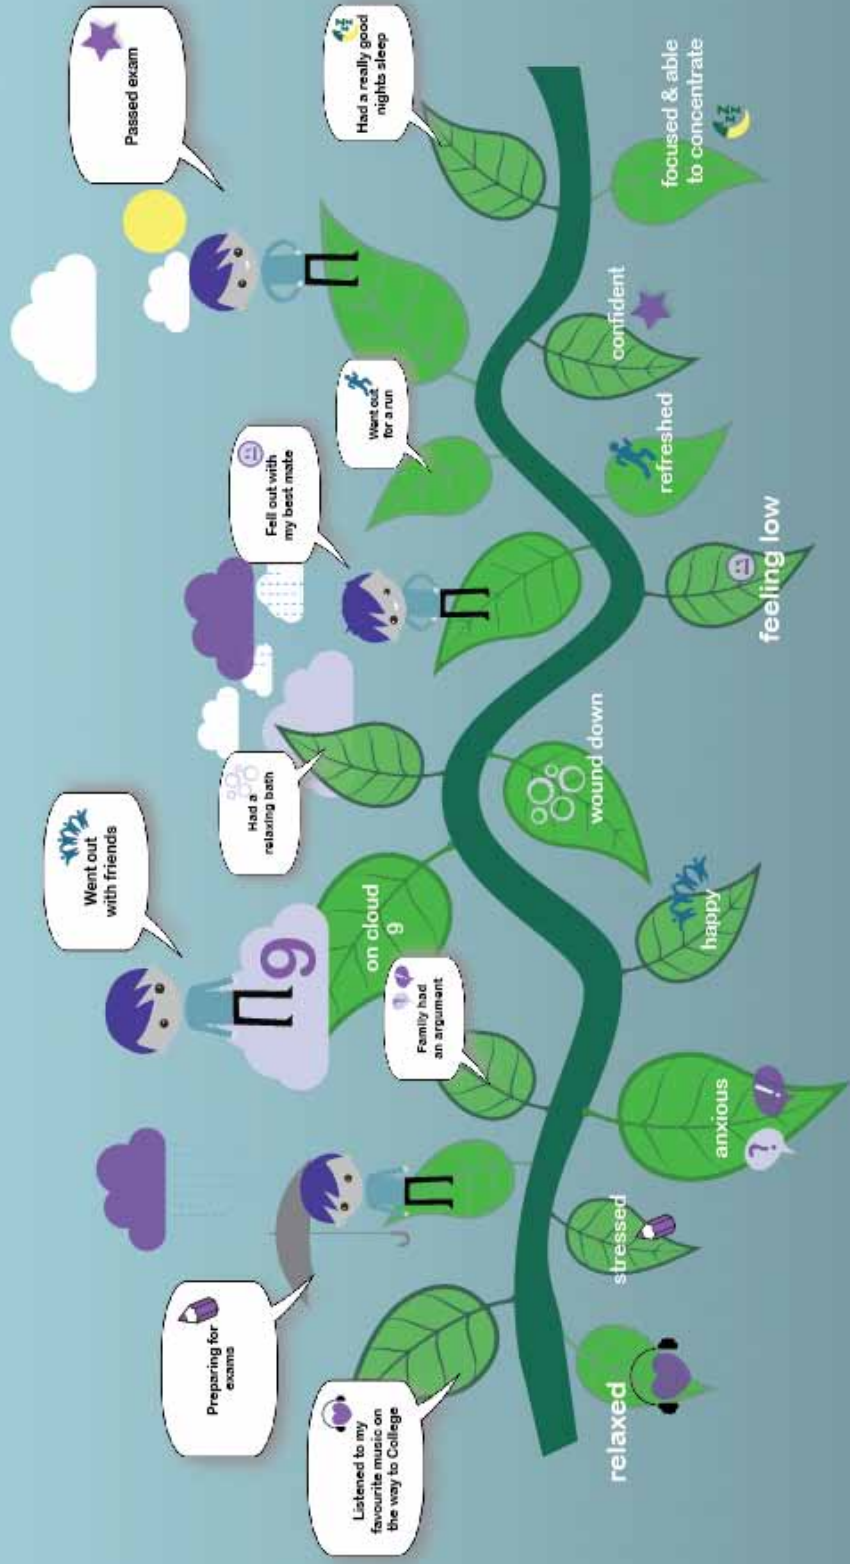 Listened to my
favourite music on
the way to College
relaxed
Preparing for
exams
stressed
Family had
an argument
anxious
? !
Went out
with friends
9
on cloud
9
happy
Had a
relaxing bath
wound down
Fell out with
my best mate
feeling low
Went out
for a run
refreshed
Passed exam
confident
Had a really good
nights sleep
zzz
focused & able
to concentrate
zzz